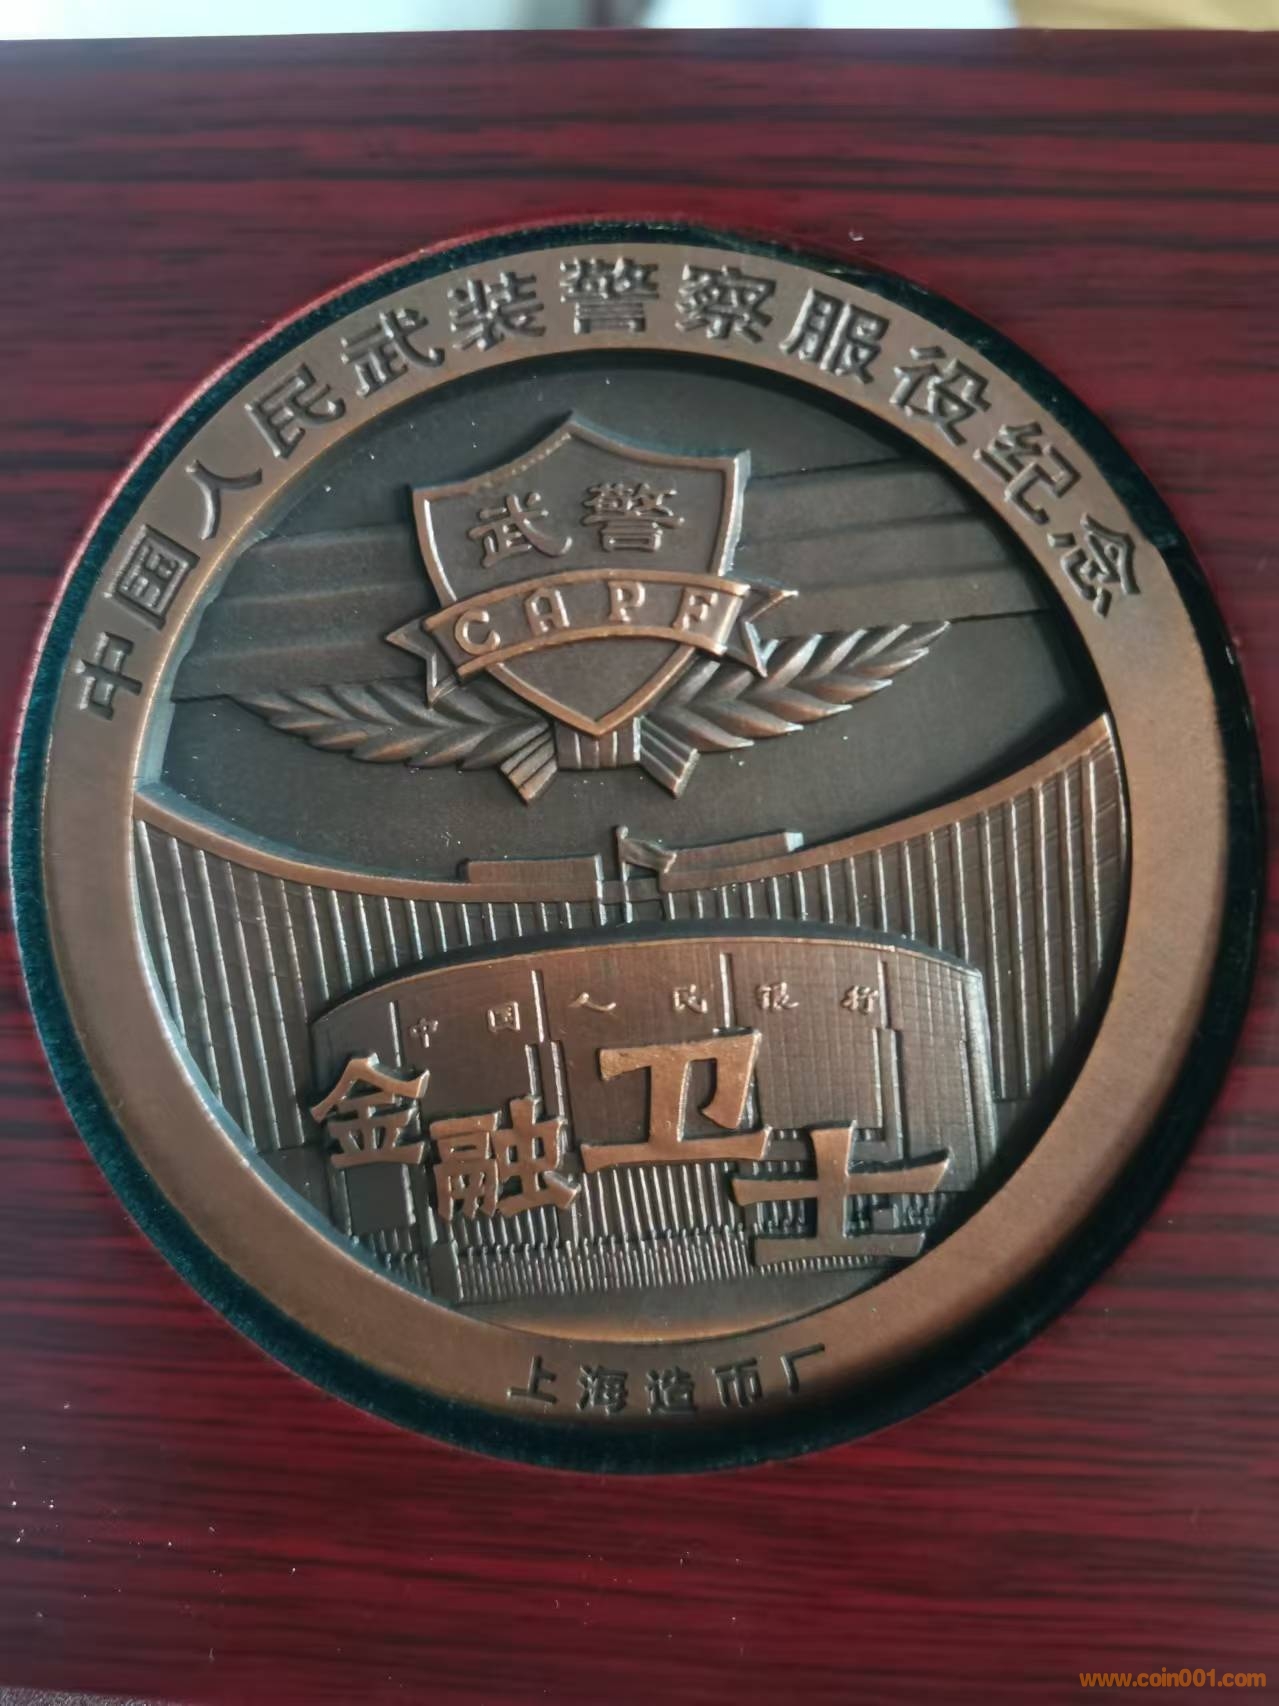 中国人民武装警察服役纪念
武警
CAPF
中国人民银行
金融卫士
上海造币厂
www.coin001.com